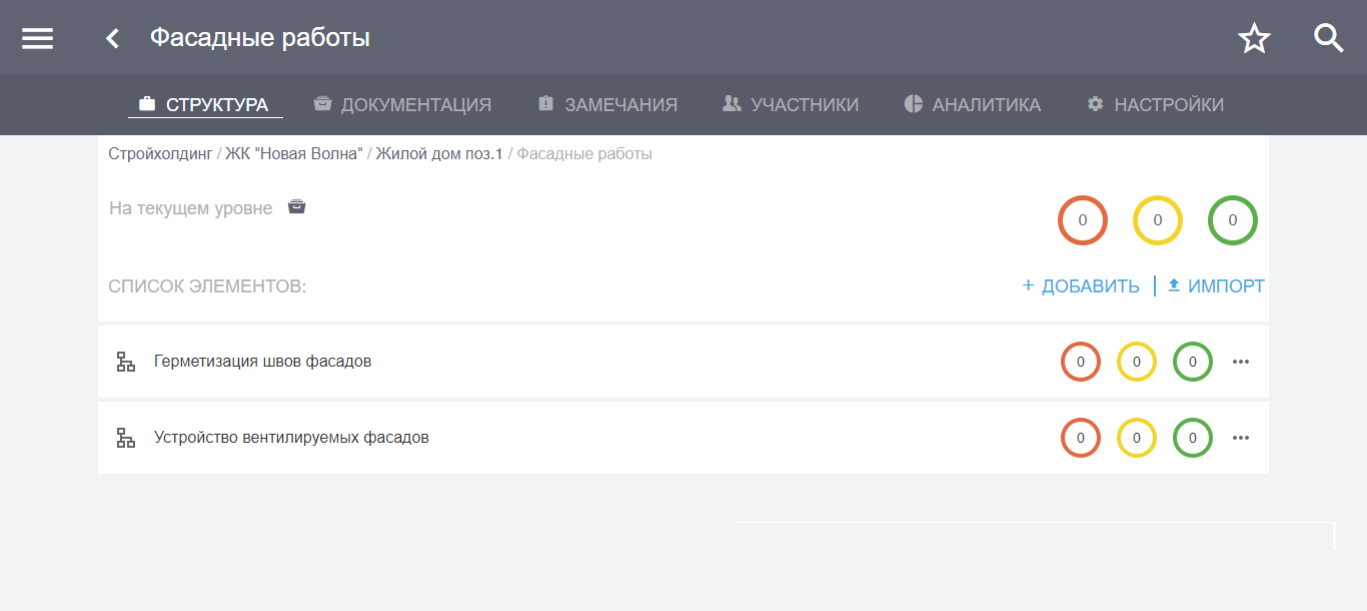 Фасадные работы
СТРУКТУРА ДОКУМЕНТАЦИЯ ЗАМЕЧАНИЯ УЧАСТНИКИ АНАЛИТИКА НАСТРОЙКИ
Стройхолдинг / ЖК "Новая Волна" / Жилой дом поз.1 / Фасадные работы
На текущем уровне 0 0 0
СПИСОК ЭЛЕМЕНТОВ: + ДОБАВИТЬ | ИМПОРТ
Герметизация швов фасадов 0 0 0 •••
Устройство вентилируемых фасадов 0 0 0 •••